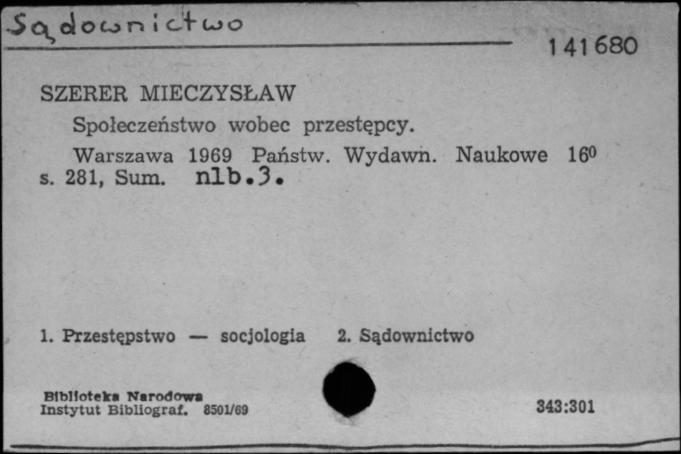 Sądownictwo
141680
SZERER MIECZYSŁAW
Społeczeństwo wobec przestępcy.
Warszawa 1969 Państw. Wydawn. Naukowe 16⁰
s. 281, Sum. nlb.3.
1. Przestępstwo — socjologia 2. Sądownictwo
Biblioteka Narodowa
Instytut Bibliograf. 8501/69
343:301